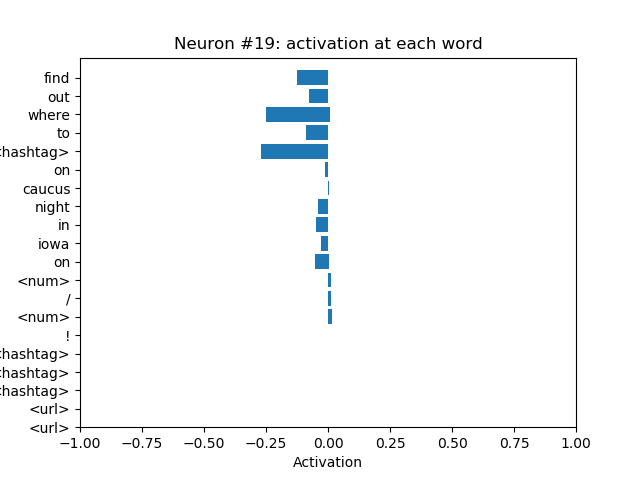 Neuron #19: activation at each word
find
out
where
to
hashtag>
on
caucus
night
in
iowa
on
<num>
/
<num>
!
hashtag>
hashtag>
hashtag>
<url>
<url>
−1.00 −0.75 −0.50 −0.25 0.00 0.25 0.50 0.75 1.00
Activation